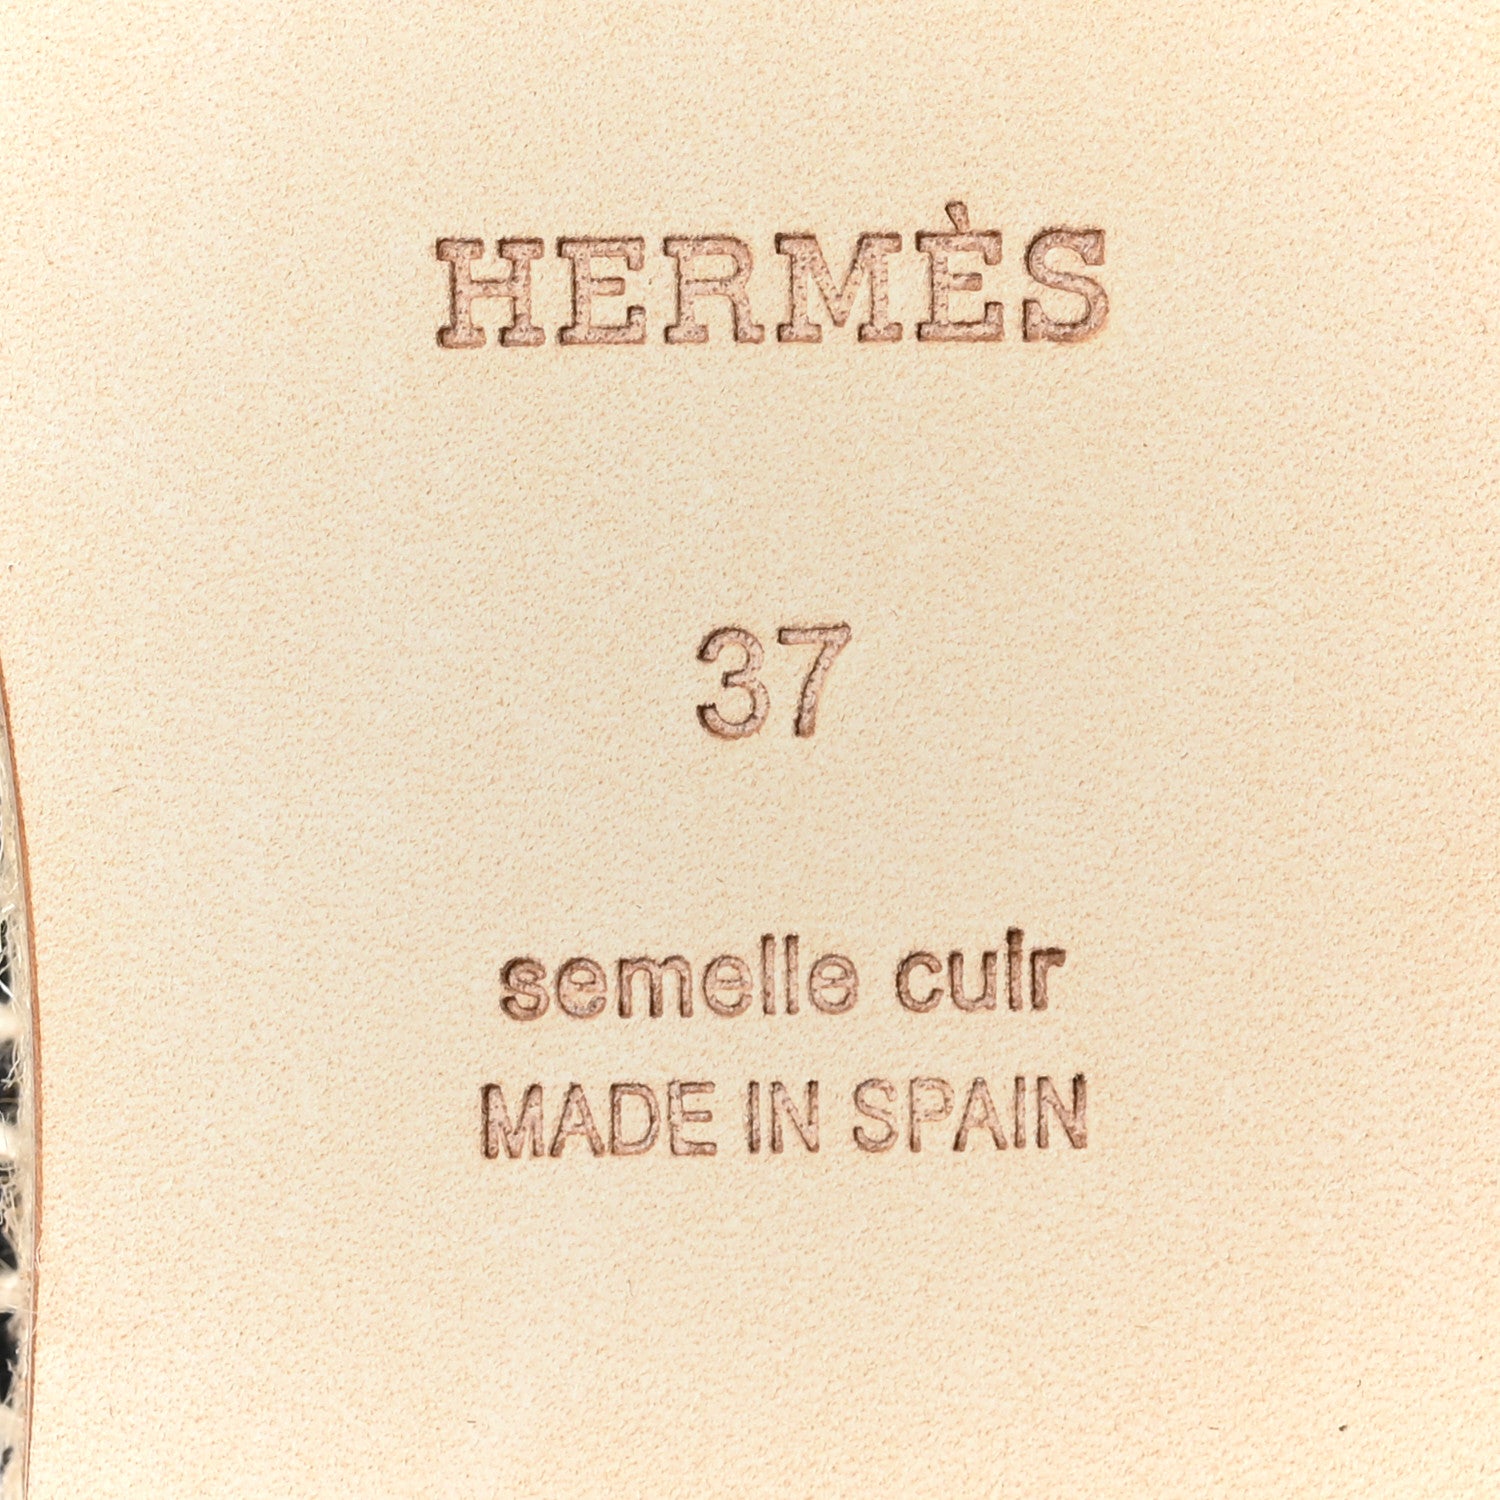 HERMÈS
37
semelle cuir
MADE IN SPAIN